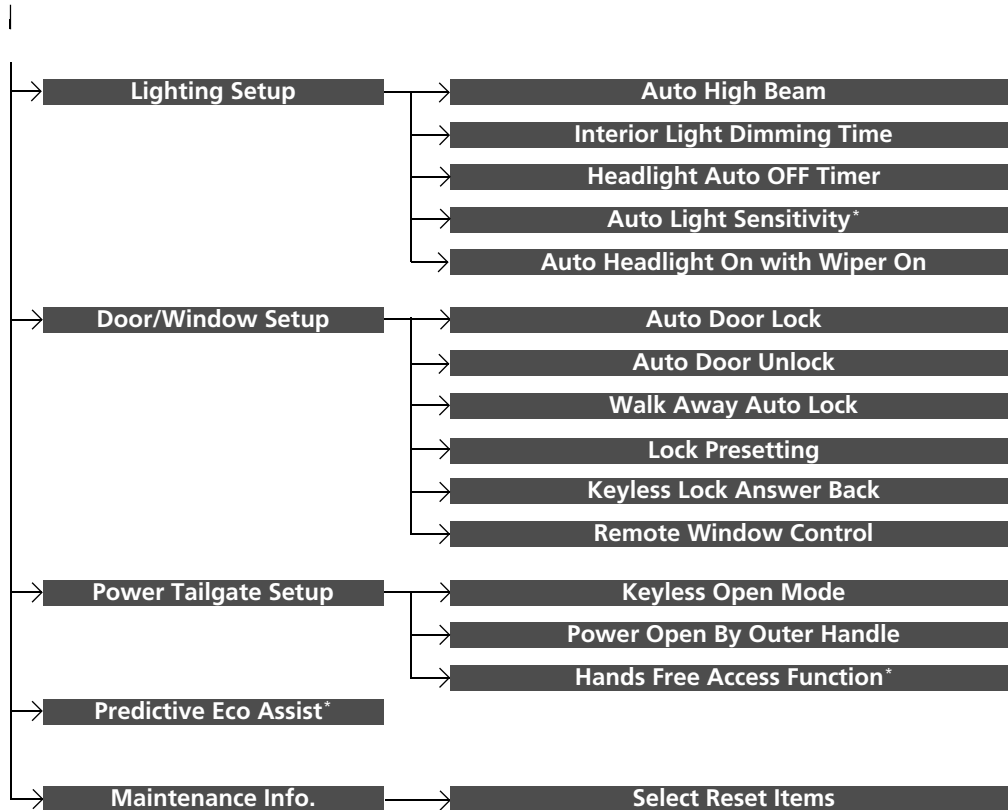 Lighting Setup
Auto High Beam
Interior Light Dimming Time
Headlight Auto OFF Timer
Auto Light Sensitivity*
Auto Headlight On with Wiper On
Door/Window Setup
Auto Door Lock
Auto Door Unlock
Walk Away Auto Lock
Lock Presetting
Keyless Lock Answer Back
Remote Window Control
Power Tailgate Setup
Keyless Open Mode
Power Open By Outer Handle
Hands Free Access Function*
Predictive Eco Assist*
Maintenance Info.
Select Reset Items